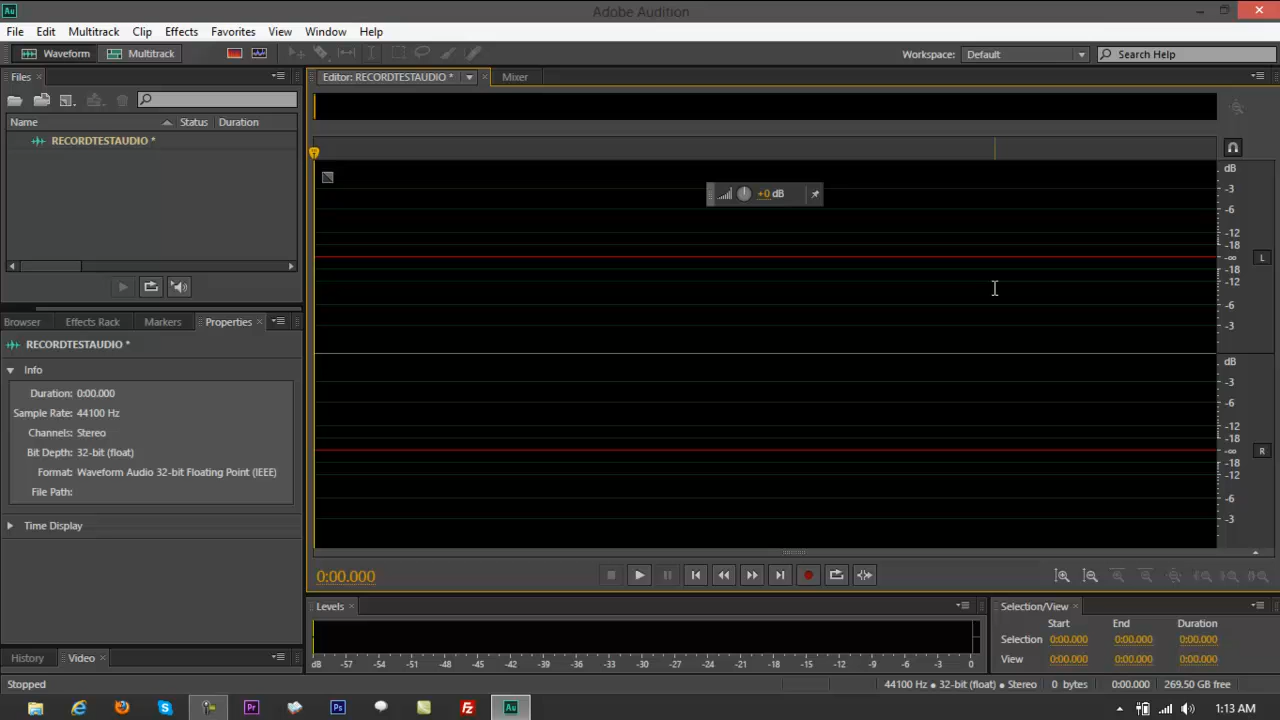 Au
Adobe Audition
File Edit Multitrack Clip Effects Favorites View Window Help
Waveform Multitrack Workspace: Default Search Help
Files Editor: RECORDTESTAUDIO * Mixer
Name Status Duration
RECORDTESTAUDIO *
+0 dB
dB
-3
-6
-12
-18
-∞ L
-18
-12
-6
-3
Browser Effects Rack Markers Properties
RECORDTESTAUDIO *
Info
Duration: 0:00.000
Sample Rate: 44100 Hz
Channels: Stereo
Bit Depth: 32-bit (float)
Format: Waveform Audio 32-bit Floating Point (IEEE)
File Path:
Time Display
dB
-3
-6
-12
-18
-∞ R
-18
-12
-6
-3
0:00.000
Levels
dB -57 -54 -51 -48 -45 -42 -39 -36 -33 -30 -27 -24 -21 -18 -15 -12 -9 -6 -3 0
Selection/View
Start End Duration
Selection 0:00.000 0:00.000 0:00.000
View 0:00.000 0:00.000 0:00.000
History Video
Stopped
44100 Hz • 32-bit (float) • Stereo 0 bytes 0:00.000 269.50 GB free
Pr Ps Fz Au
1:13 AM